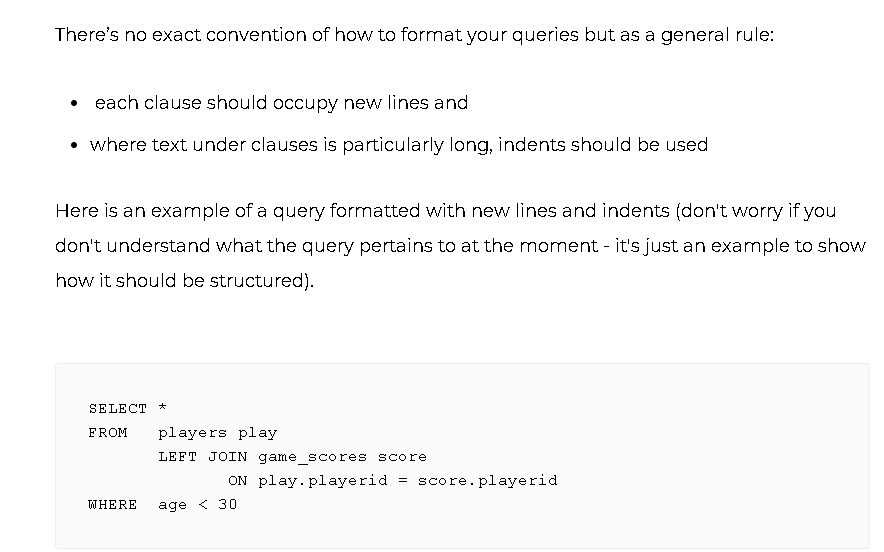 There’s no exact convention of how to format your queries but as a general rule:
• each clause should occupy new lines and
• where text under clauses is particularly long, indents should be used
Here is an example of a query formatted with new lines and indents (don't worry if you
don't understand what the query pertains to at the moment - it's just an example to show
how it should be structured).
SELECT *
FROM   players play
       LEFT JOIN game_scores score
              ON play.playerid = score.playerid
WHERE  age < 30